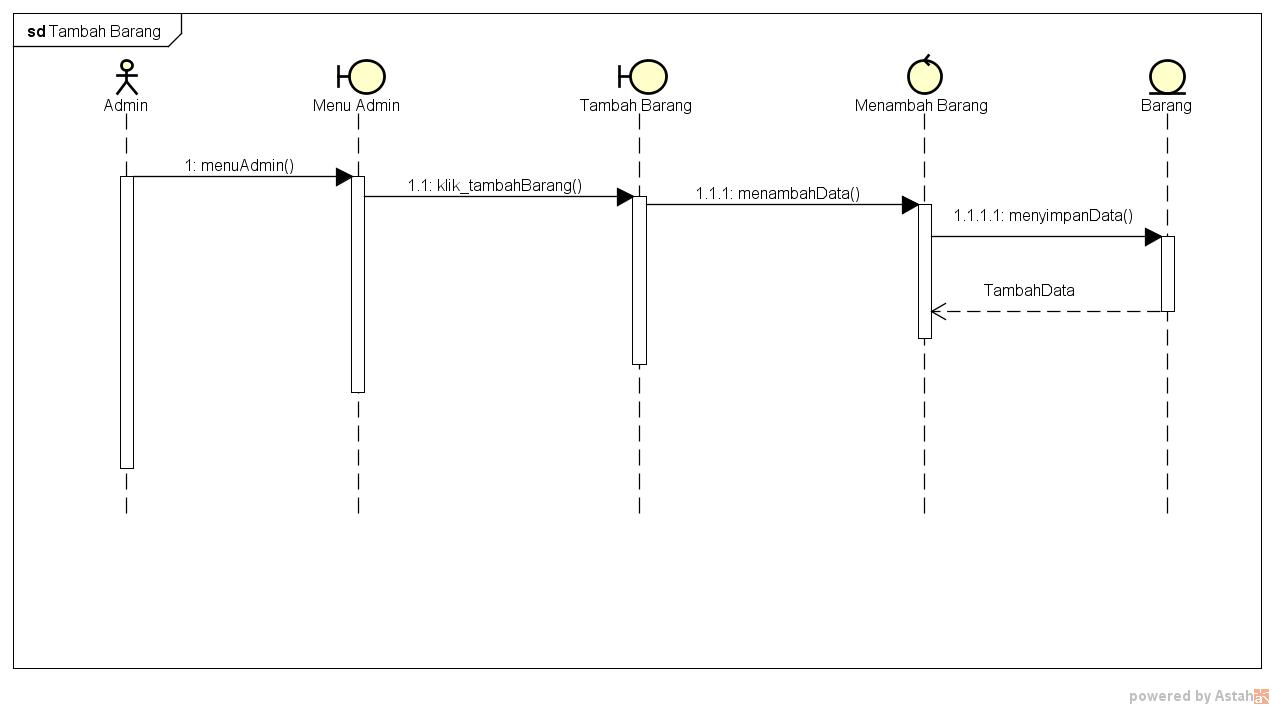 sd Tambah Barang
Admin
Menu Admin
Tambah Barang
Menambah Barang
Barang
1: menuAdmin()
1.1: klik_tambahBarang()
1.1.1: menambahData()
1.1.1.1: menyimpanData()
TambahData
powered by Astah